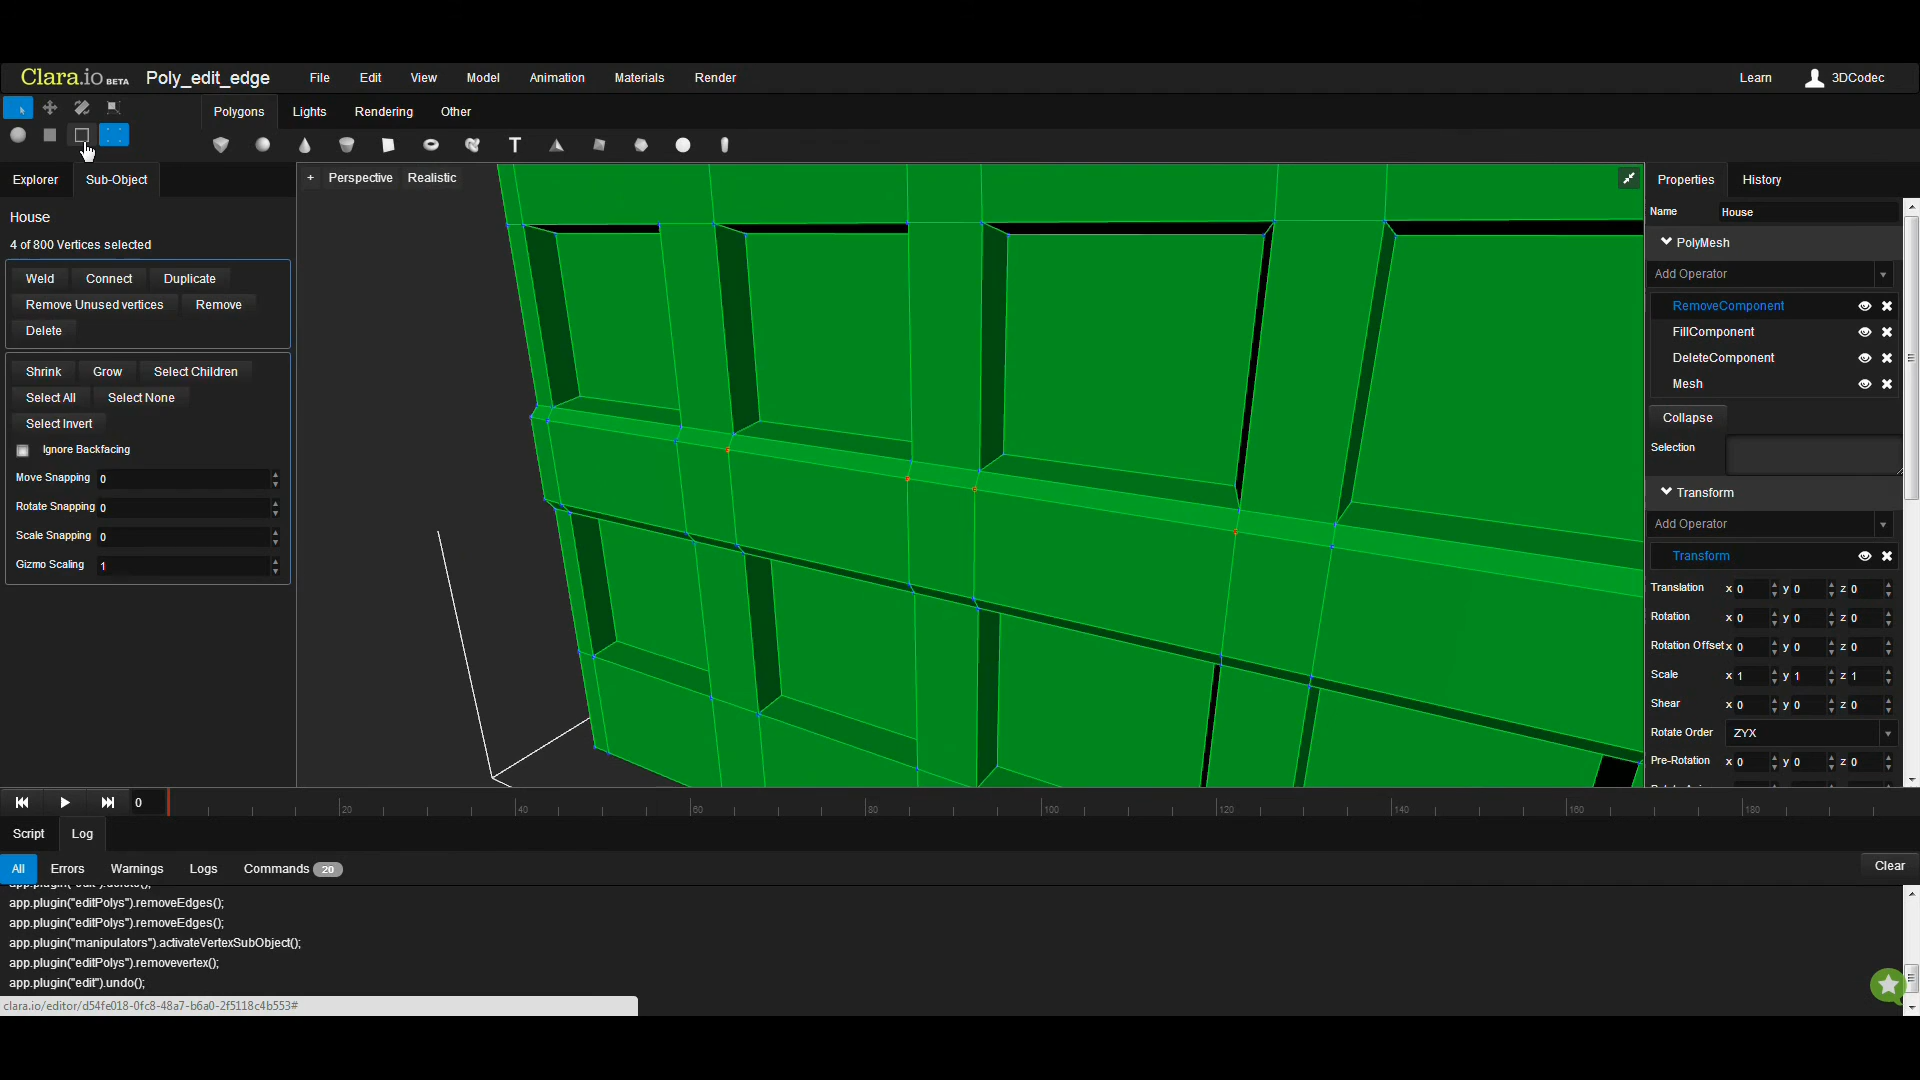 Clara.io BETA Poly_edit_edge File Edit View Model Animation Materials Render Learn 3DCodec
Polygons Lights Rendering Other
T
Explorer Sub-Object
+ Perspective Realistic
Properties History
House
4 of 800 Vertices selected
Weld Connect Duplicate
Remove Unused vertices Remove
Delete
Shrink Grow Select Children
Select All Select None
Select Invert
Ignore Backfacing
Move Snapping 0
Rotate Snapping 0
Scale Snapping 0
Gizmo Scaling 1
Name House
PolyMesh
Add Operator
RemoveComponent
FillComponent
DeleteComponent
Mesh
Collapse
Selection
Transform
Add Operator
Transform
Translation x 0 y 0 z 0
Rotation x 0 y 0 z 0
Rotation Offset x 0 y 0 z 0
Scale x 1 y 1 z 1
Shear x 0 y 0 z 0
Rotate Order ZYX
Pre-Rotation x 0 y 0 z 0
0 20 40 60 80 100 120 140 160 180
Script Log
All Errors Warnings Logs Commands 20 Clear
app.plugin("edit").delete();
app.plugin("editPolys").removeEdges();
app.plugin("editPolys").removeEdges();
app.plugin("manipulators").activateVertexSubObject();
app.plugin("editPolys").removevertex();
app.plugin("edit").undo();
clara.io/editor/d54fe018-0fc8-48a7-b6a0-2f5118c4b553#